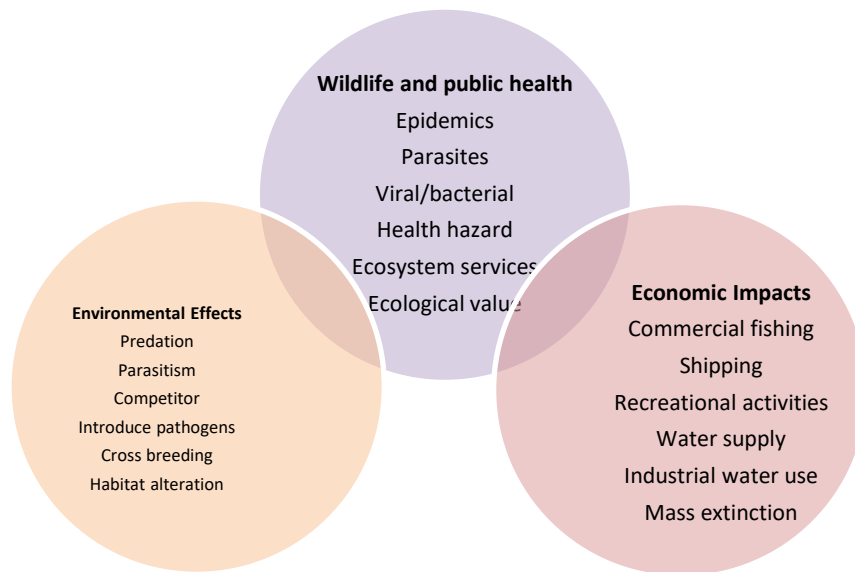 Wildlife and public health
Epidemics
Parasites
Viral/bacterial
Health hazard
Ecosystem services
Ecological value
Environmental Effects
Predation
Parasitism
Competitor
Introduce pathogens
Cross breeding
Habitat alteration
Economic Impacts
Commercial fishing
Shipping
Recreational activities
Water supply
Industrial water use
Mass extinction